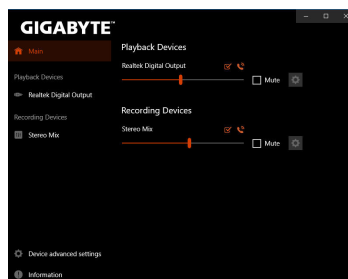 GIGABYTE™
Main
Playback Devices
Realtek Digital Output
Recording Devices
Stereo Mix
Device advanced settings
Information
Playback Devices
Realtek Digital Output
Mute
Recording Devices
Stereo Mix
Mute